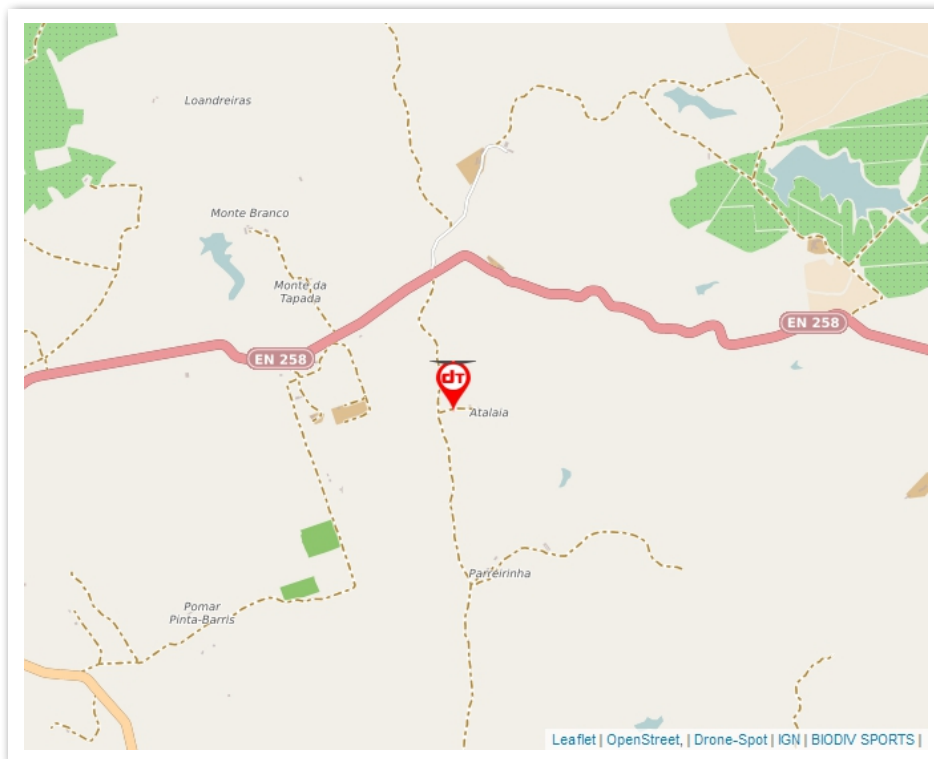 Loandreiras
Monte Branco
Monte da
Tapada
EN 258
EN 258
dT
Atalaia
Parreirinha
Pomar
Pinta-Barris
Leaflet | OpenStreet, | Drone-Spot | IGN | BIODIV SPORTS |